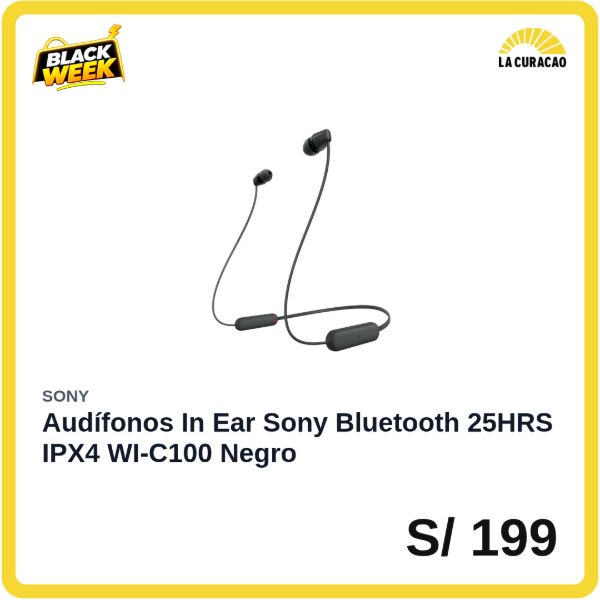 BLACK
WEEK
LA CURACAO
SONY
Audífonos In Ear Sony Bluetooth 25HRS
IPX4 WI-C100 Negro
S/ 199